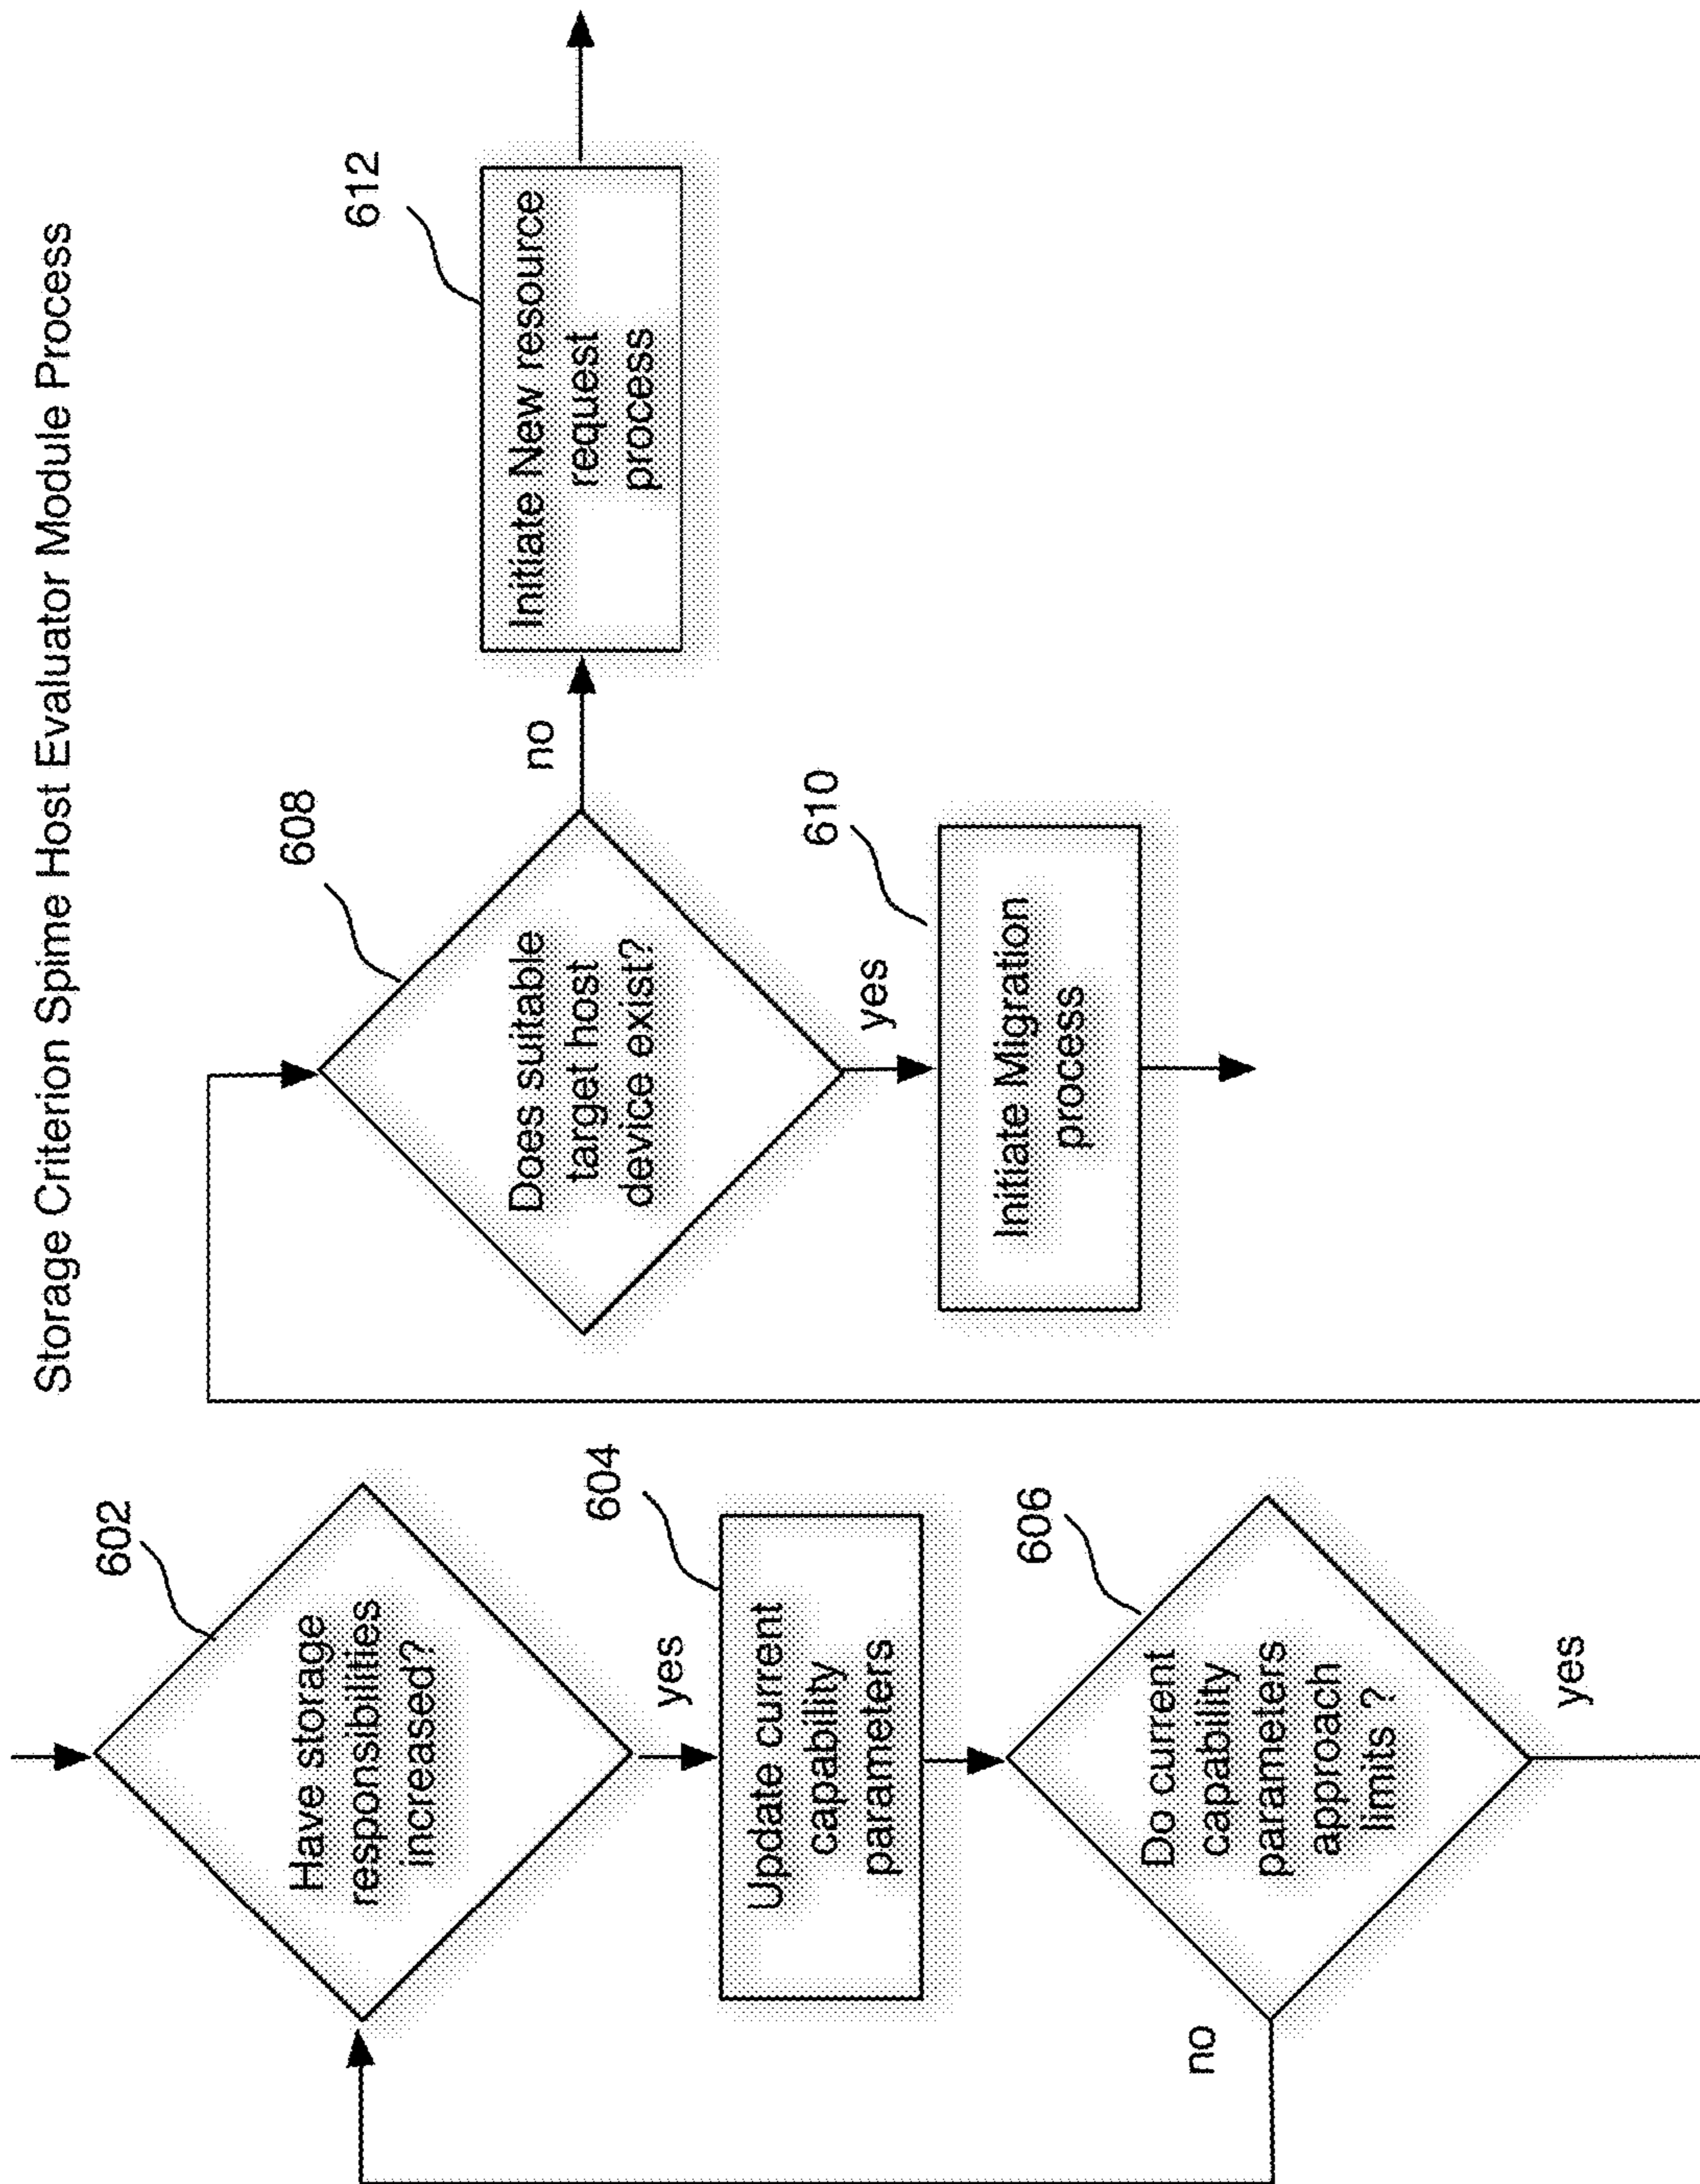 Storage Criterion Spime Host Evaluator Module Process
602
Have storage
responsibilities
increased?
yes
604
Update current
capability
parameters
606
Do current
capability
parameters
approach
limits ?
no
yes
608
Does suitable
target host
device exist?
no
yes
610
Initiate Migration
process
612
Initiate New resource
request
process